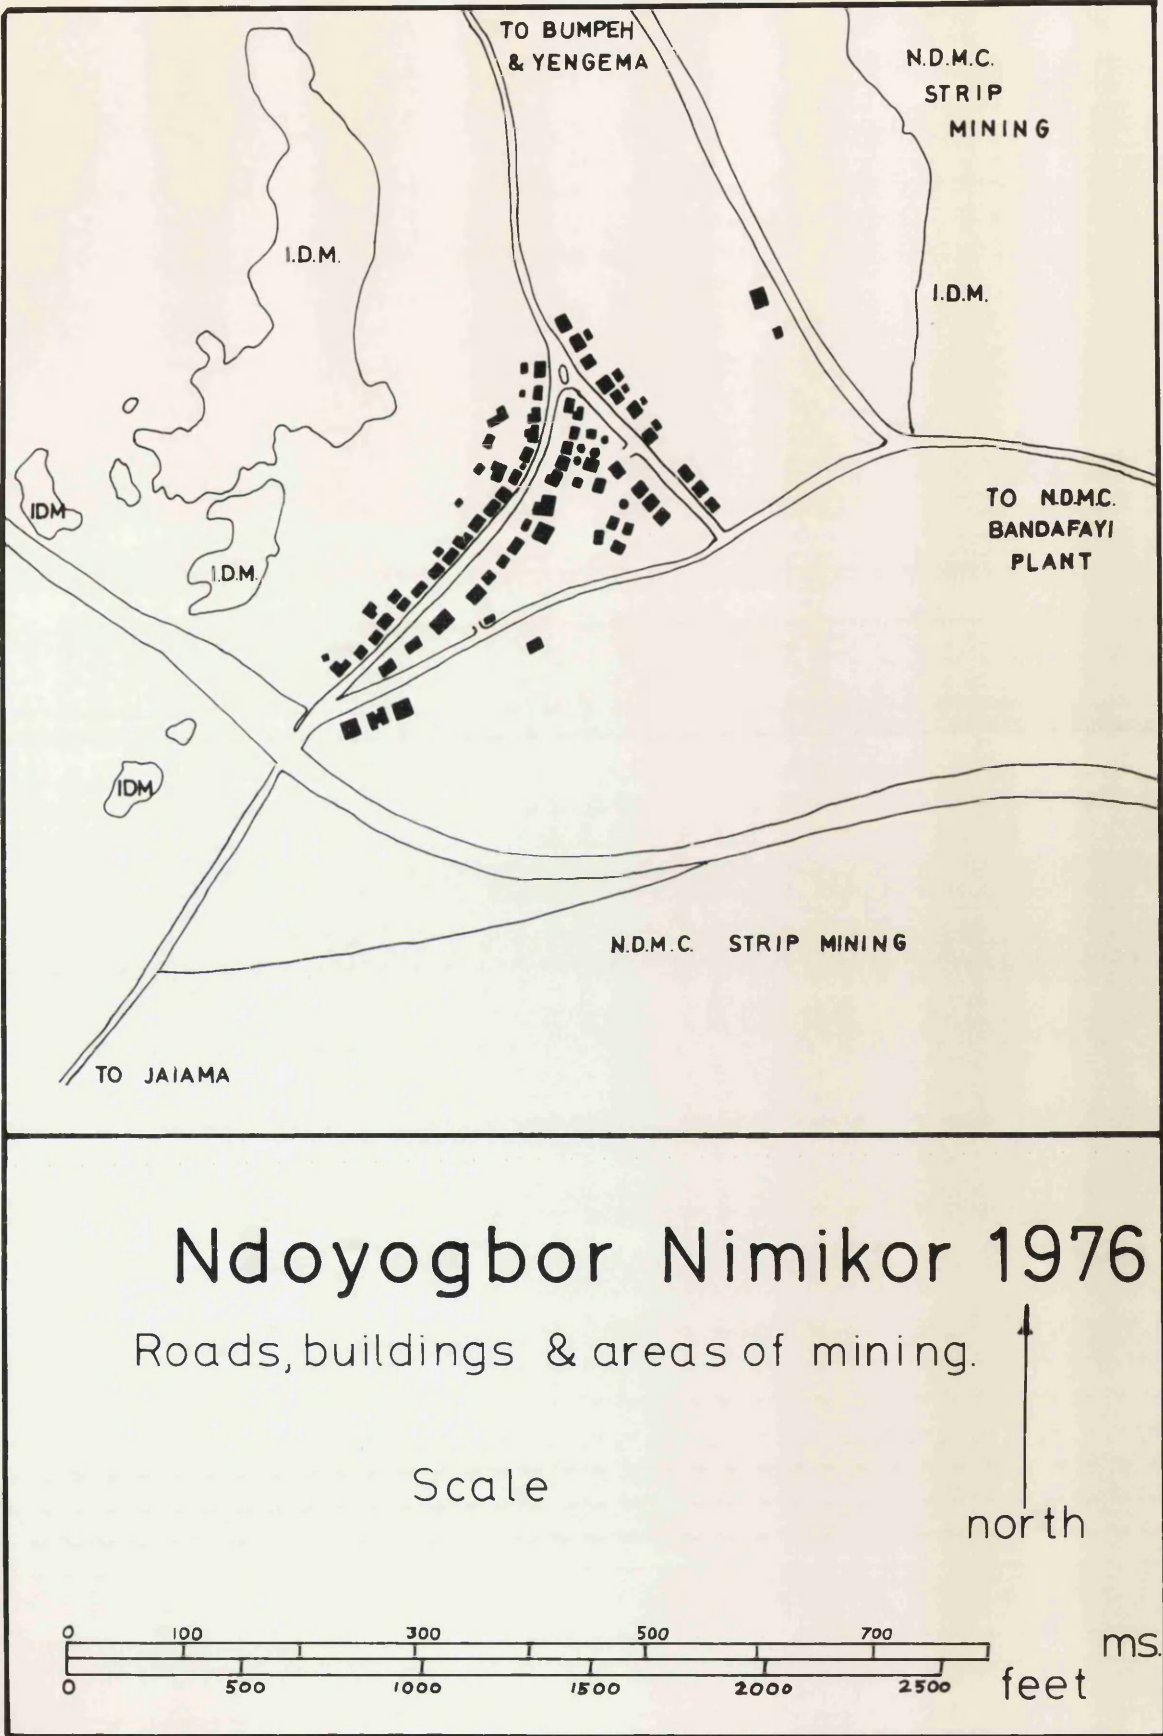 TO BUMPEH
& YENGEMA
N.D.M.C.
STRIP
MINING
I.D.M.
I.D.M.
IDM
I.D.M.
TO N.D.M.C.
BANDAFAYI
PLANT
IDM
N.D.M.C. STRIP MINING
TO JAIAMA
Ndoyogbor Nimikor 1976
Roads, buildings & areas of mining.
Scale
north
0 100 300 500 700 ms.
0 500 1000 1500 2000 2500 feet